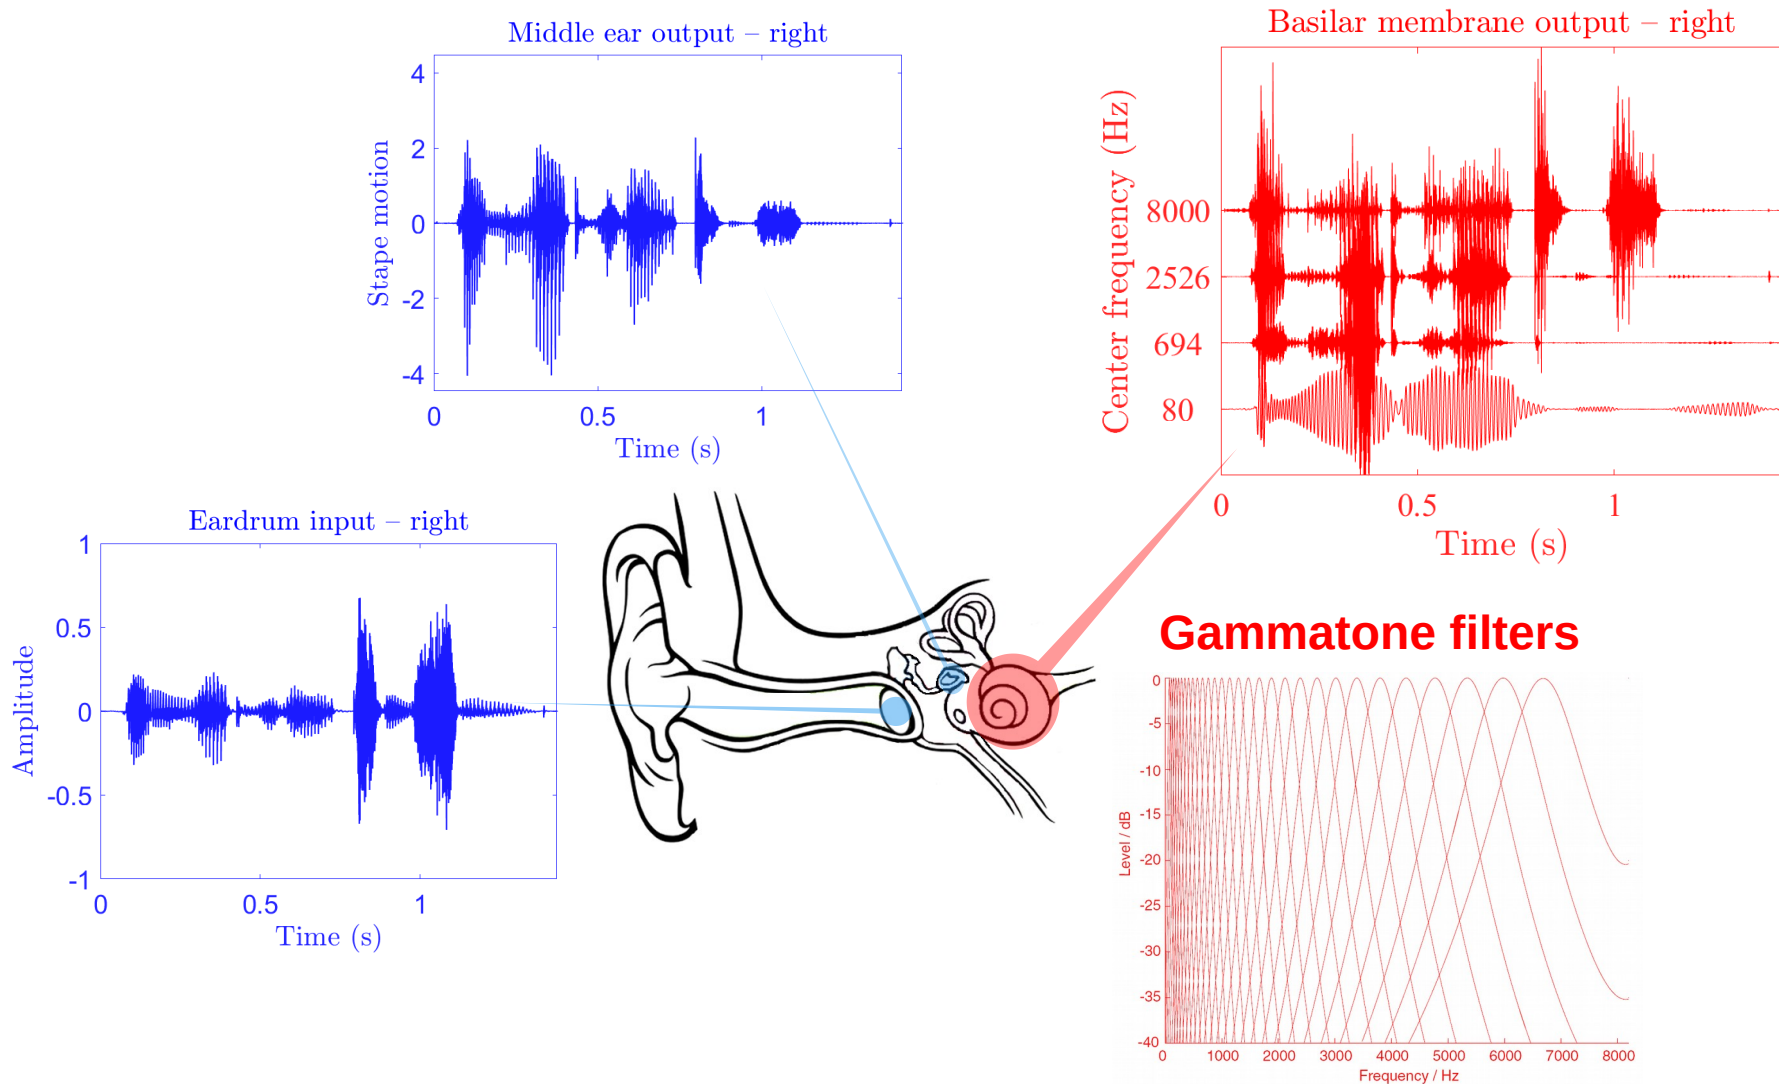 Middle ear output – right
4
2
0
-2
-4
Stape motion
0 0.5 1
Time (s)
Basilar membrane output – right
Center frequency (Hz)
8000
2526
694
80
0 0.5 1
Time (s)
Eardrum input – right
1
0.5
0
-0.5
-1
Amplitude
0 0.5 1
Time (s)
Gammatone filters
0
-5
-10
-15
-20
-25
-30
-35
-40
Level / dB
0 1000 2000 3000 4000 5000 6000 7000 8000
Frequency / Hz